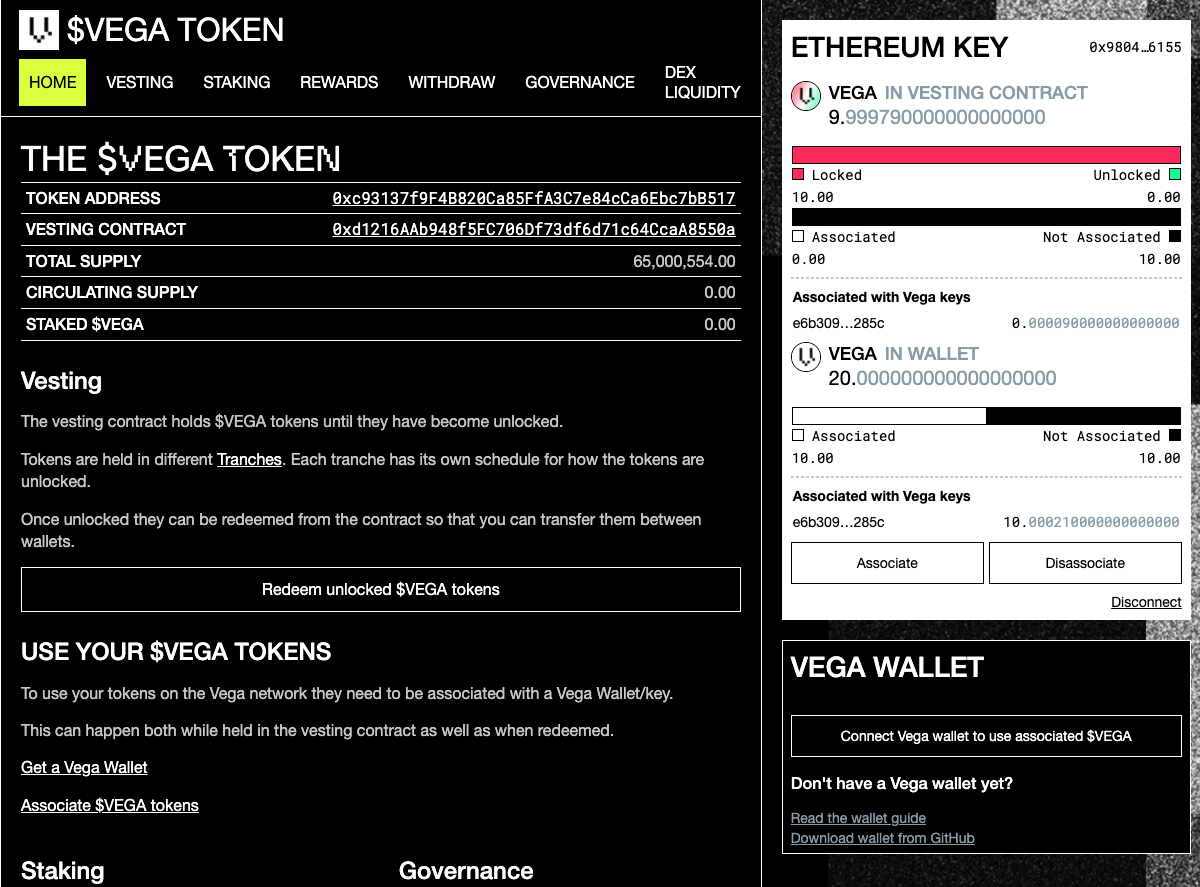 $VEGA TOKEN
HOME VESTING STAKING REWARDS WITHDRAW GOVERNANCE DEX
LIQUIDITY
THE $VEGA TOKEN
TOKEN ADDRESS 0xc93137f9F4B820Ca85FfA3C7e84cCa6Ebc7bB517
VESTING CONTRACT 0xd1216AAb948f5FC706Df73df6d71c64CcaA8550a
TOTAL SUPPLY 65,000,554.00
CIRCULATING SUPPLY 0.00
STAKED $VEGA 0.00
Vesting
The vesting contract holds $VEGA tokens until they have become unlocked.
Tokens are held in different Tranches. Each tranche has its own schedule for how the tokens are
unlocked.
Once unlocked they can be redeemed from the contract so that you can transfer them between
wallets.
Redeem unlocked $VEGA tokens
USE YOUR $VEGA TOKENS
To use your tokens on the Vega network they need to be associated with a Vega Wallet/key.
This can happen both while held in the vesting contract as well as when redeemed.
Get a Vega Wallet
Associate $VEGA tokens
Staking Governance
ETHEREUM KEY 0x9804…6155
VEGA IN VESTING CONTRACT
9.999790000000000000
Locked Unlocked
10.00 0.00
Associated Not Associated
0.00 10.00
Associated with Vega keys
e6b309…285c 0.000090000000000000
VEGA IN WALLET
20.000000000000000000
Associated Not Associated
10.00 10.00
Associated with Vega keys
e6b309…285c 10.000210000000000000
Associate Disassociate
Disconnect
VEGA WALLET
Connect Vega wallet to use associated $VEGA
Don't have a Vega wallet yet?
Read the wallet guide
Download wallet from GitHub